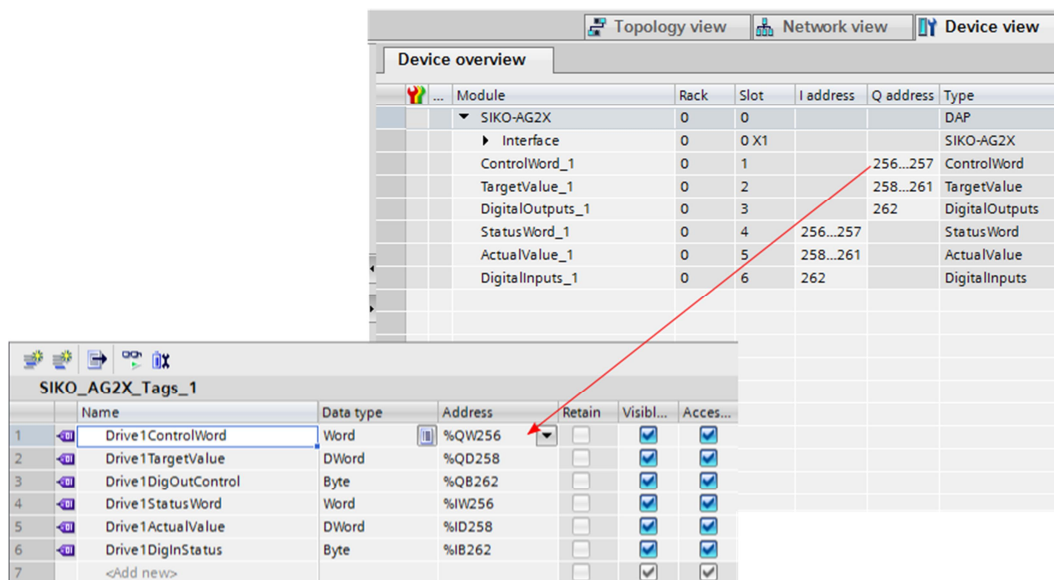 Topology view Network view Device view
Device overview
... Module Rack Slot I address Q address Type
SIKO-AG2X 0 0 DAP
Interface 0 0 X1 SIKO-AG2X
ControlWord_1 0 1 256...257 ControlWord
TargetValue_1 0 2 258...261 TargetValue
DigitalOutputs_1 0 3 262 DigitalOutputs
StatusWord_1 0 4 256...257 StatusWord
ActualValue_1 0 5 258...261 ActualValue
DigitalInputs_1 0 6 262 DigitalInputs
SIKO_AG2X_Tags_1
Name Data type Address Retain Visibl... Acces...
1 Drive1ControlWord Word %QW256
2 Drive1TargetValue DWord %QD258
3 Drive1DigOutControl Byte %QB262
4 Drive1StatusWord Word %IW256
5 Drive1ActualValue DWord %ID258
6 Drive1DigInStatus Byte %IB262
7 <Add new>